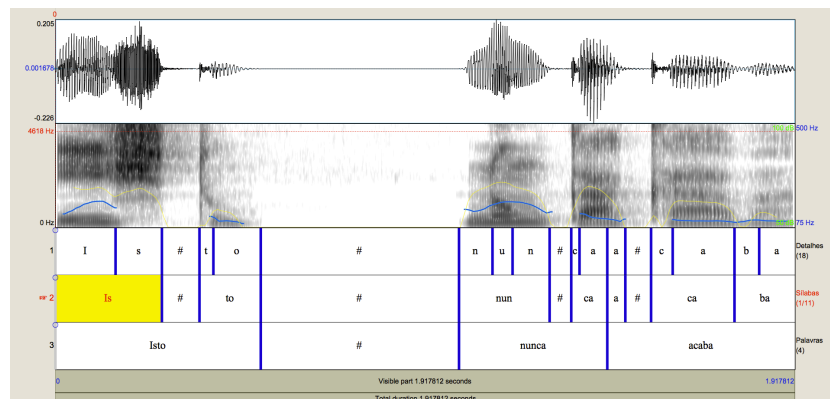 0
0.205
0.001678
-0.226
4618 Hz
500 Hz
0 Hz
75 Hz
1 I s # t o # n u n # c a a # c a b a Detalhes
(18)
2 Is # to # nun # ca a # ca ba Sílabas
(1/11)
3 Isto # nunca acaba Palavras
(4)
0 Visible part 1.917812 seconds 1.917812
Total duration 1.917812 seconds